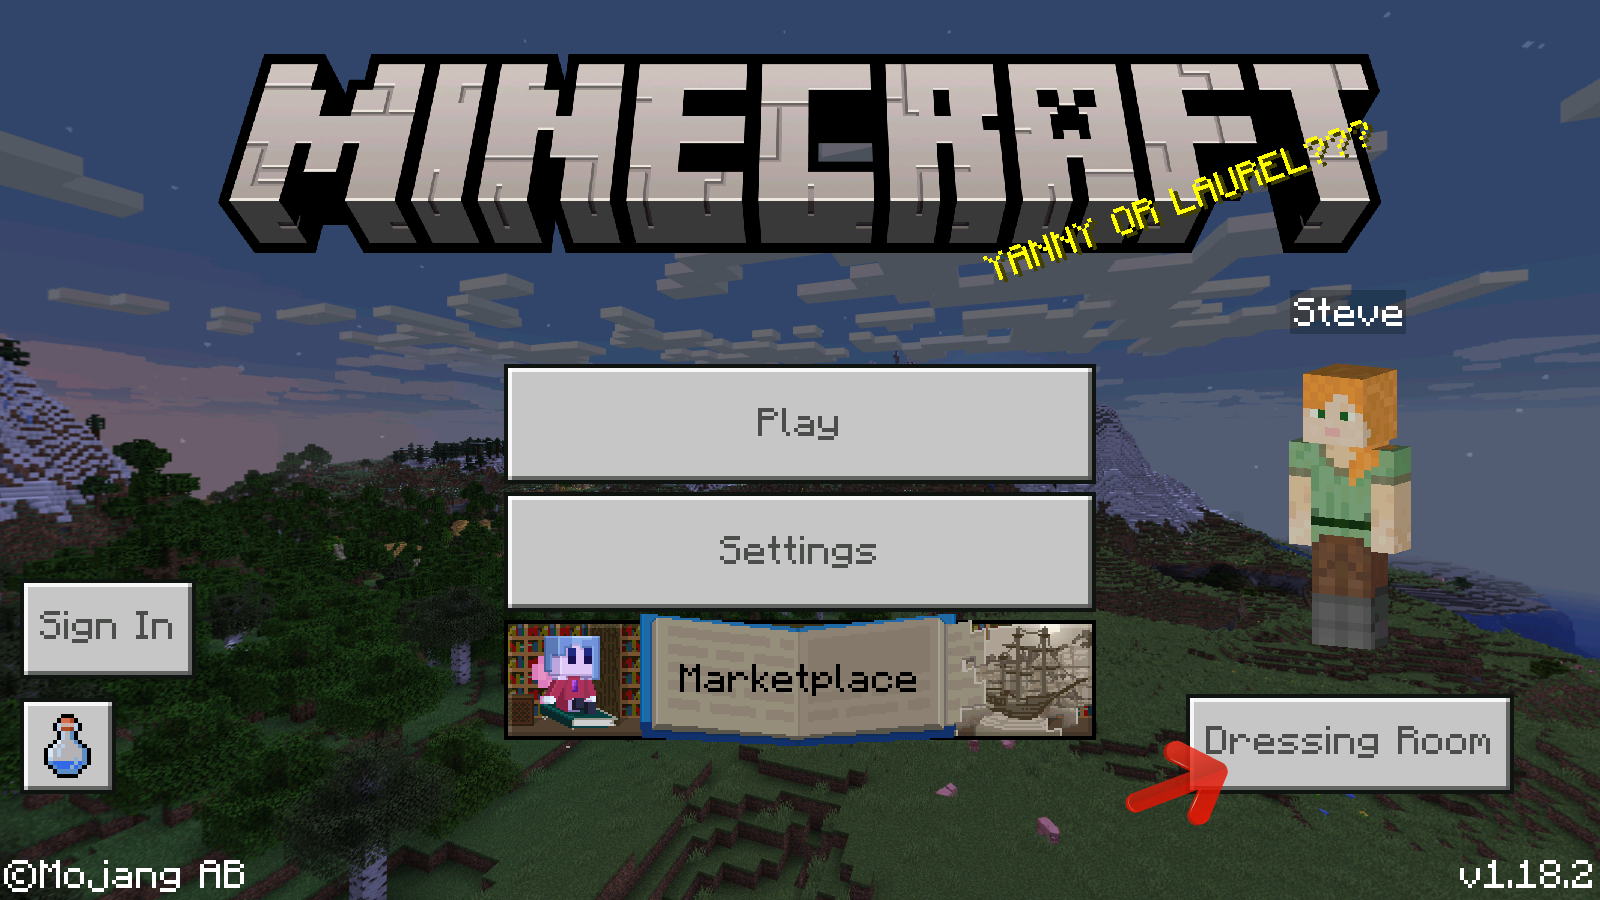 MINECRAFT
YANNY OR LAUREL???
Steve
Play
Settings
Sign In
Marketplace
Dressing Room
©Mojang AB
v1.18.2